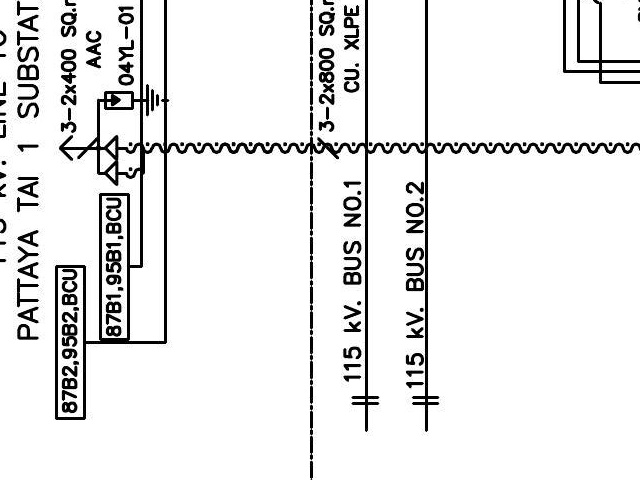 115 kV. LINE TO
PATTAYA TAI 1 SUBSTAT
3-2x400 SQ.
AAC
04YL-01
87B2,95B2,BCU
87B1,95B1,BCU
3-2x800 SQ.
CU. XLPE
115 kV. BUS NO.1
115 kV. BUS NO.2